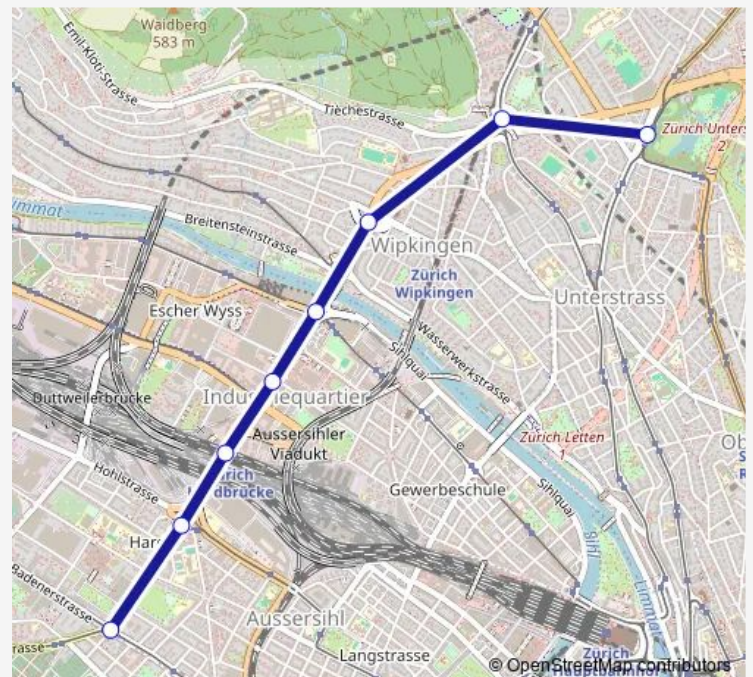 Waidberg
583 m
Emil-Klöti-Strasse
Tièchestrasse
Zürich Unters
2
Limmat
Breitensteinstrasse
Wipkingen
Zürich
Wipkingen
Unterstrass
Escher Wyss
Wasserwerkstrasse
Sihlquai
Duttweilerbrücke
Aussersihler
Viadukt
Zürich Letten
1
Hohlstrasse
Gewerbeschule
Sihlquai
Sihl
Limmat
Badenerstrasse
Aussersihl
Langstrasse
Zürich
© OpenStreetMap contributors